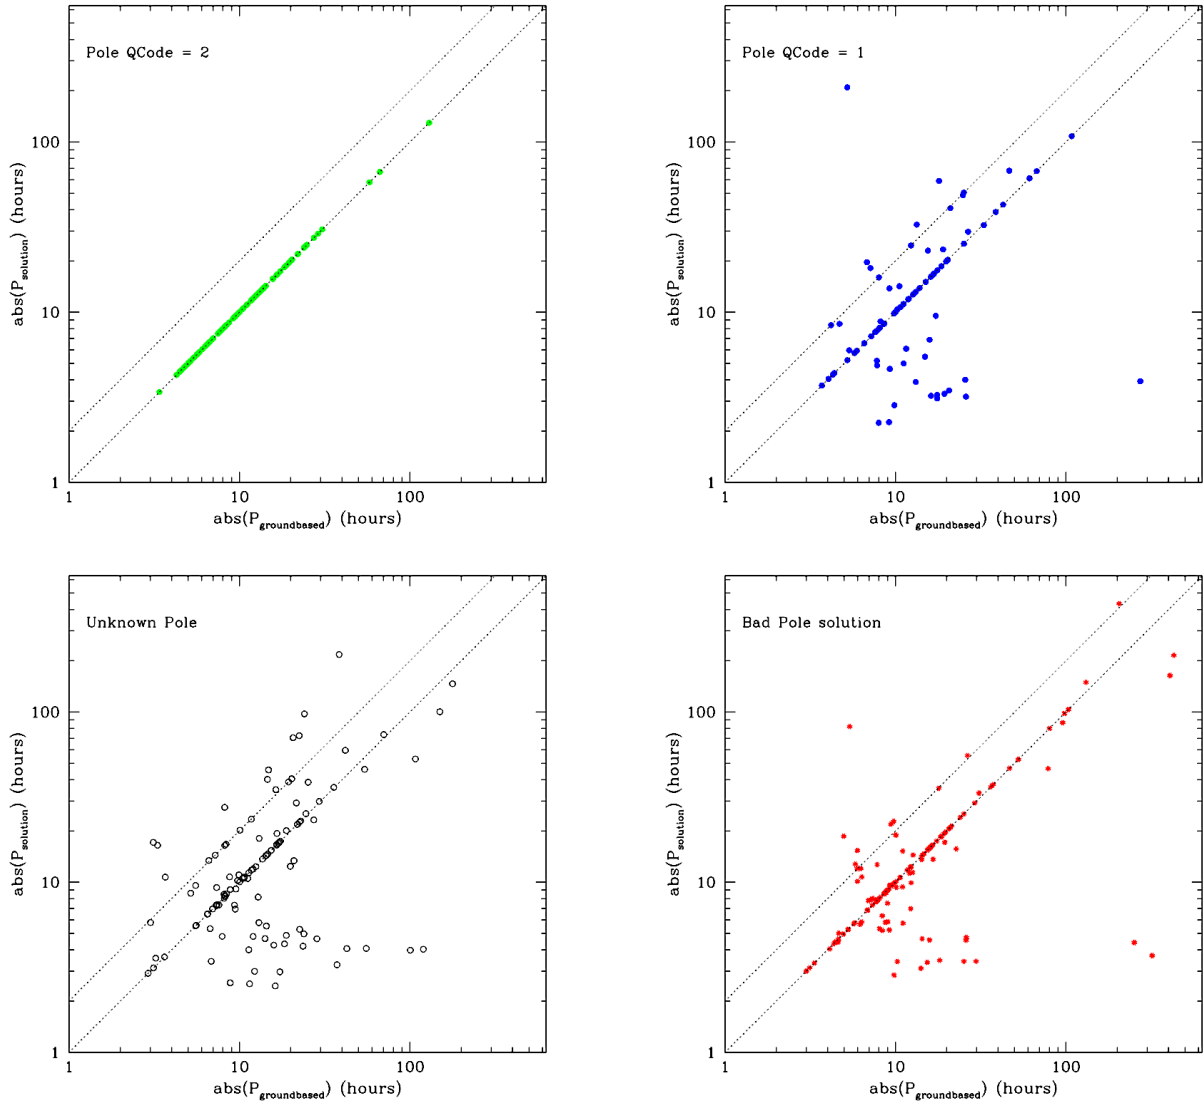 Pole QCode = 2
100
10
1
1
10
100
abs(P_solution) (hours)
abs(P_groundbased) (hours)
Pole QCode = 1
100
10
1
1
10
100
abs(P_solution) (hours)
abs(P_groundbased) (hours)
Unknown Pole
100
10
1
1
10
100
abs(P_solution) (hours)
abs(P_groundbased) (hours)
Bad Pole solution
100
10
1
1
10
100
abs(P_solution) (hours)
abs(P_groundbased) (hours)